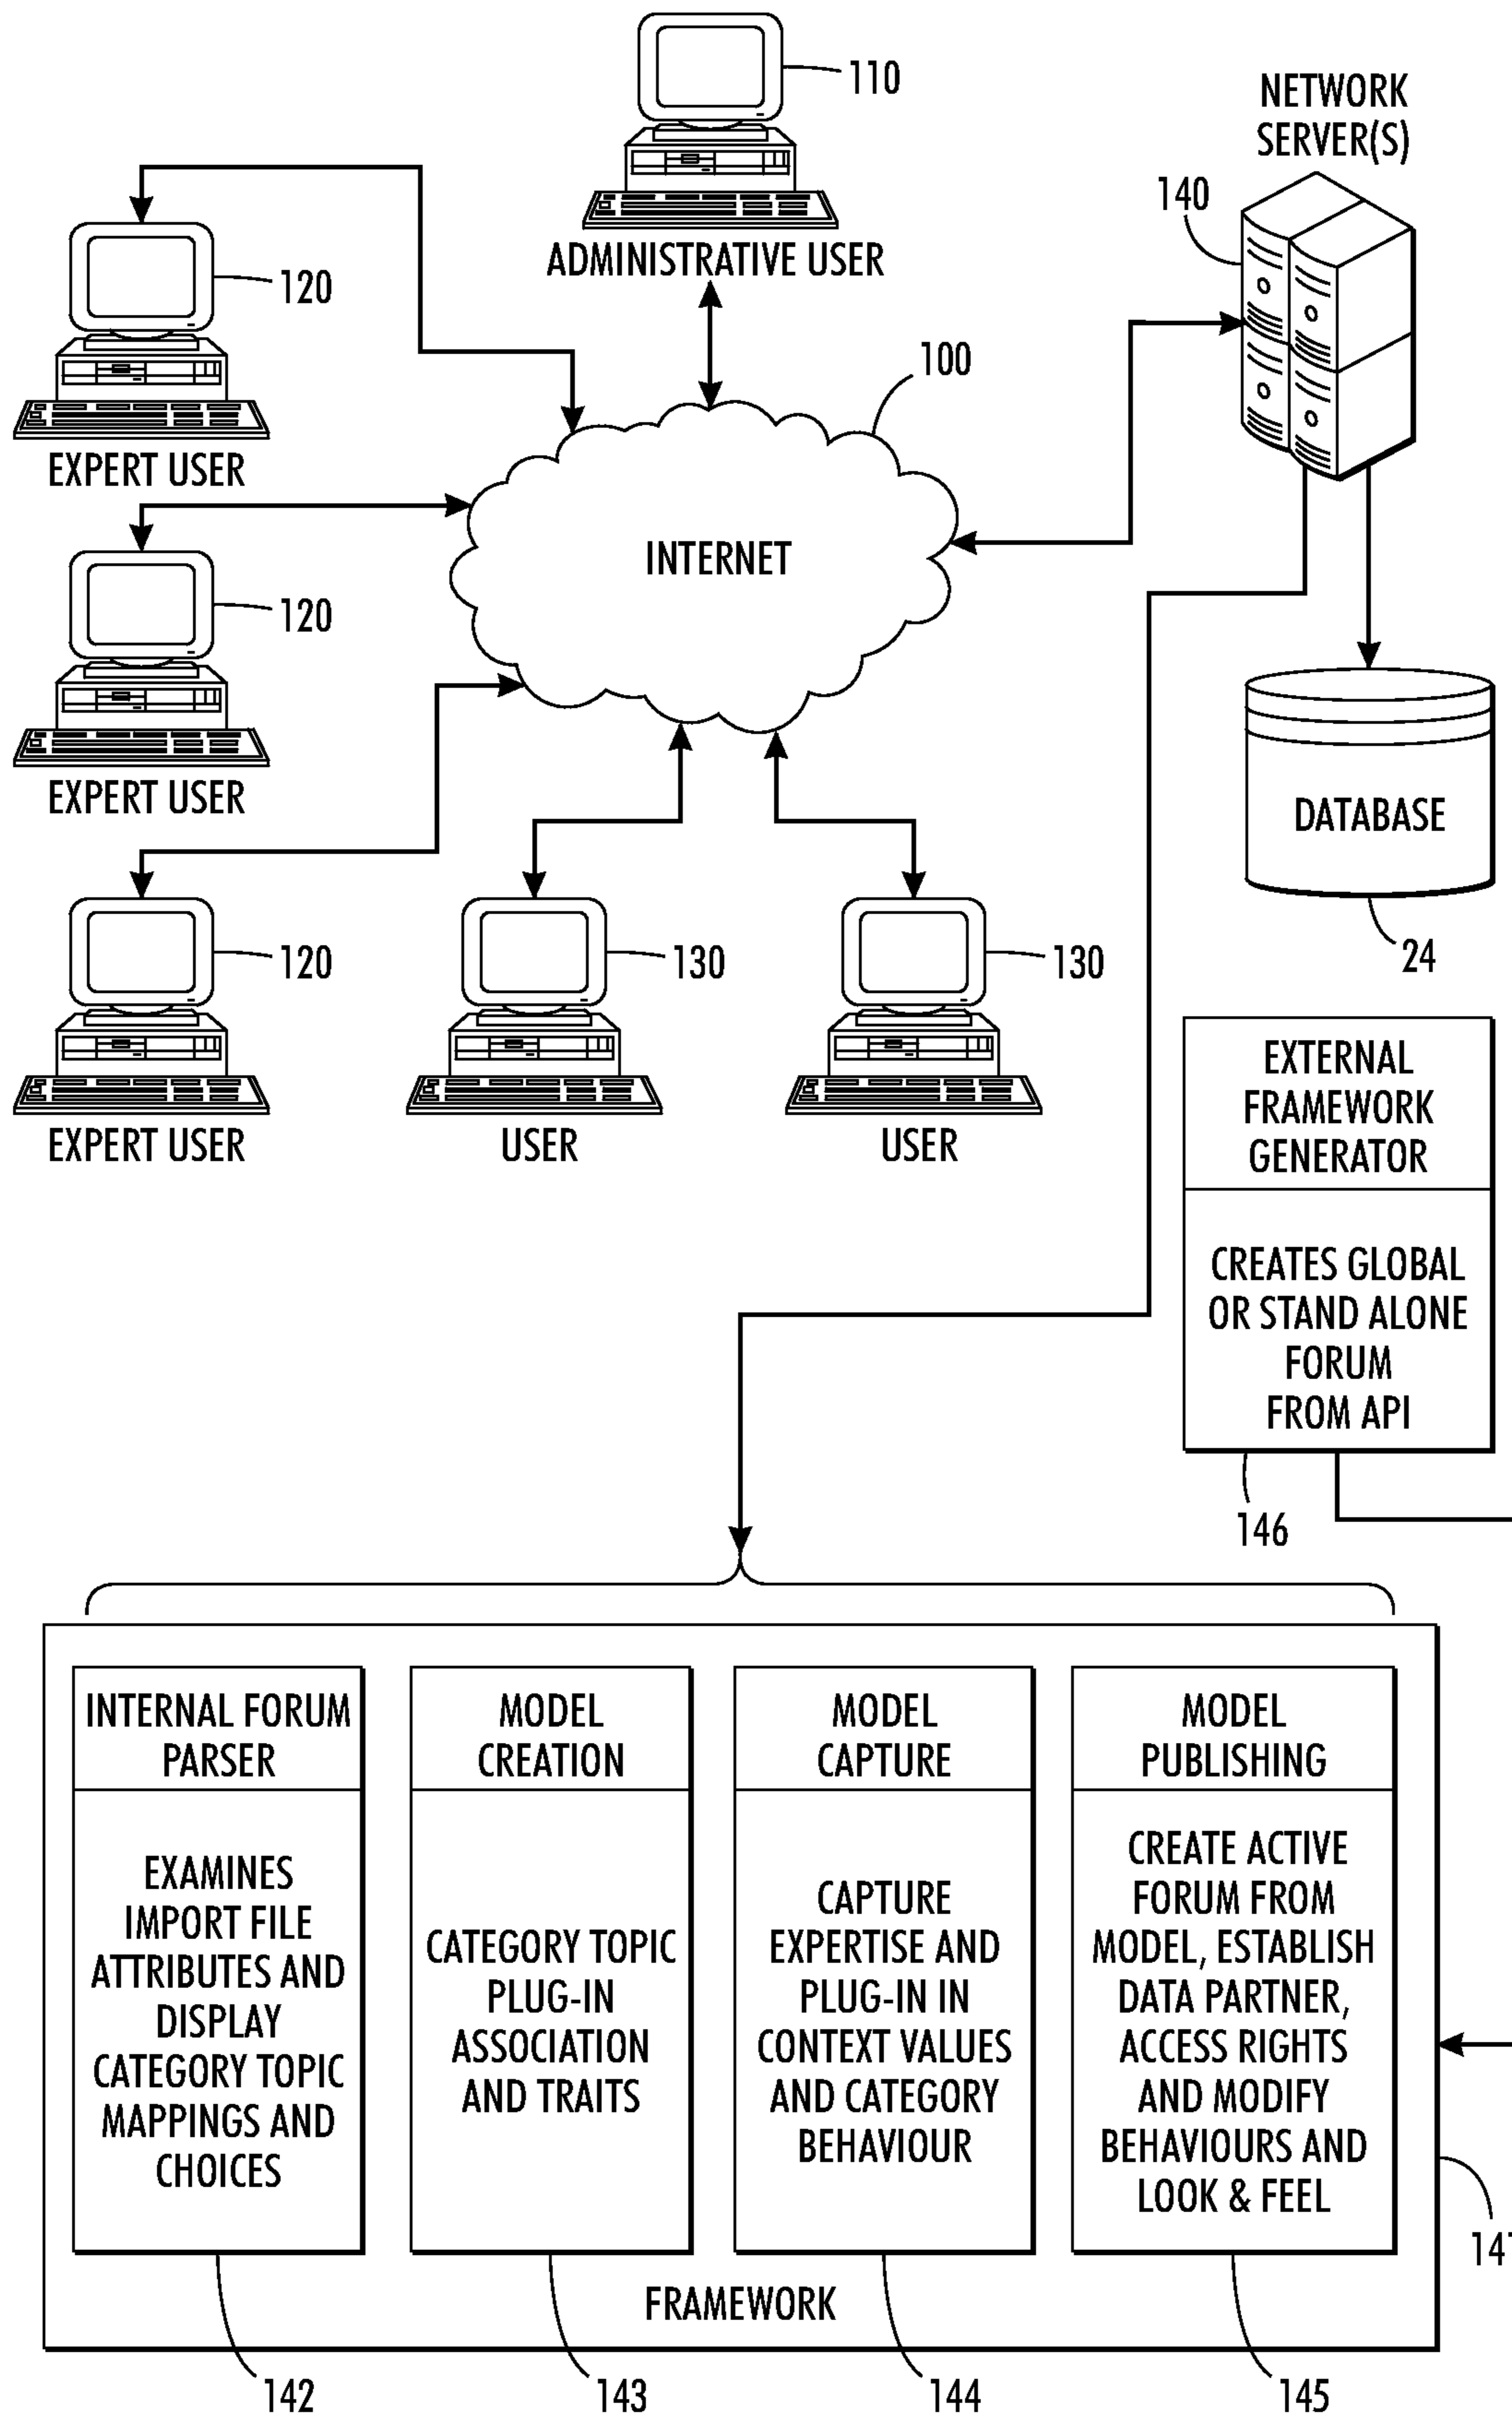 110
ADMINISTRATIVE USER
NETWORK
SERVER(S)
140
120
EXPERT USER
100
INTERNET
120
EXPERT USER
DATABASE
24
120
EXPERT USER
130
USER
130
USER
EXTERNAL
FRAMEWORK
GENERATOR
CREATES GLOBAL
OR STAND ALONE
FORUM
FROM API
146
INTERNAL FORUM
PARSER
EXAMINES
IMPORT FILE
ATTRIBUTES AND
DISPLAY
CATEGORY TOPIC
MAPPINGS AND
CHOICES
142
MODEL
CREATION
CATEGORY TOPIC
PLUG-IN
ASSOCIATION
AND TRAITS
143
MODEL
CAPTURE
CAPTURE
EXPERTISE AND
PLUG-IN IN
CONTEXT VALUES
AND CATEGORY
BEHAVIOUR
144
MODEL
PUBLISHING
CREATE ACTIVE
FORUM FROM
MODEL, ESTABLISH
DATA PARTNER,
ACCESS RIGHTS
AND MODIFY
BEHAVIOURS AND
LOOK & FEEL
145
FRAMEWORK